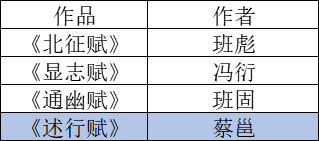 作品 作者
《北征赋》 班彪
《显志赋》 冯衍
《通幽赋》 班固
《述行赋》 蔡邕